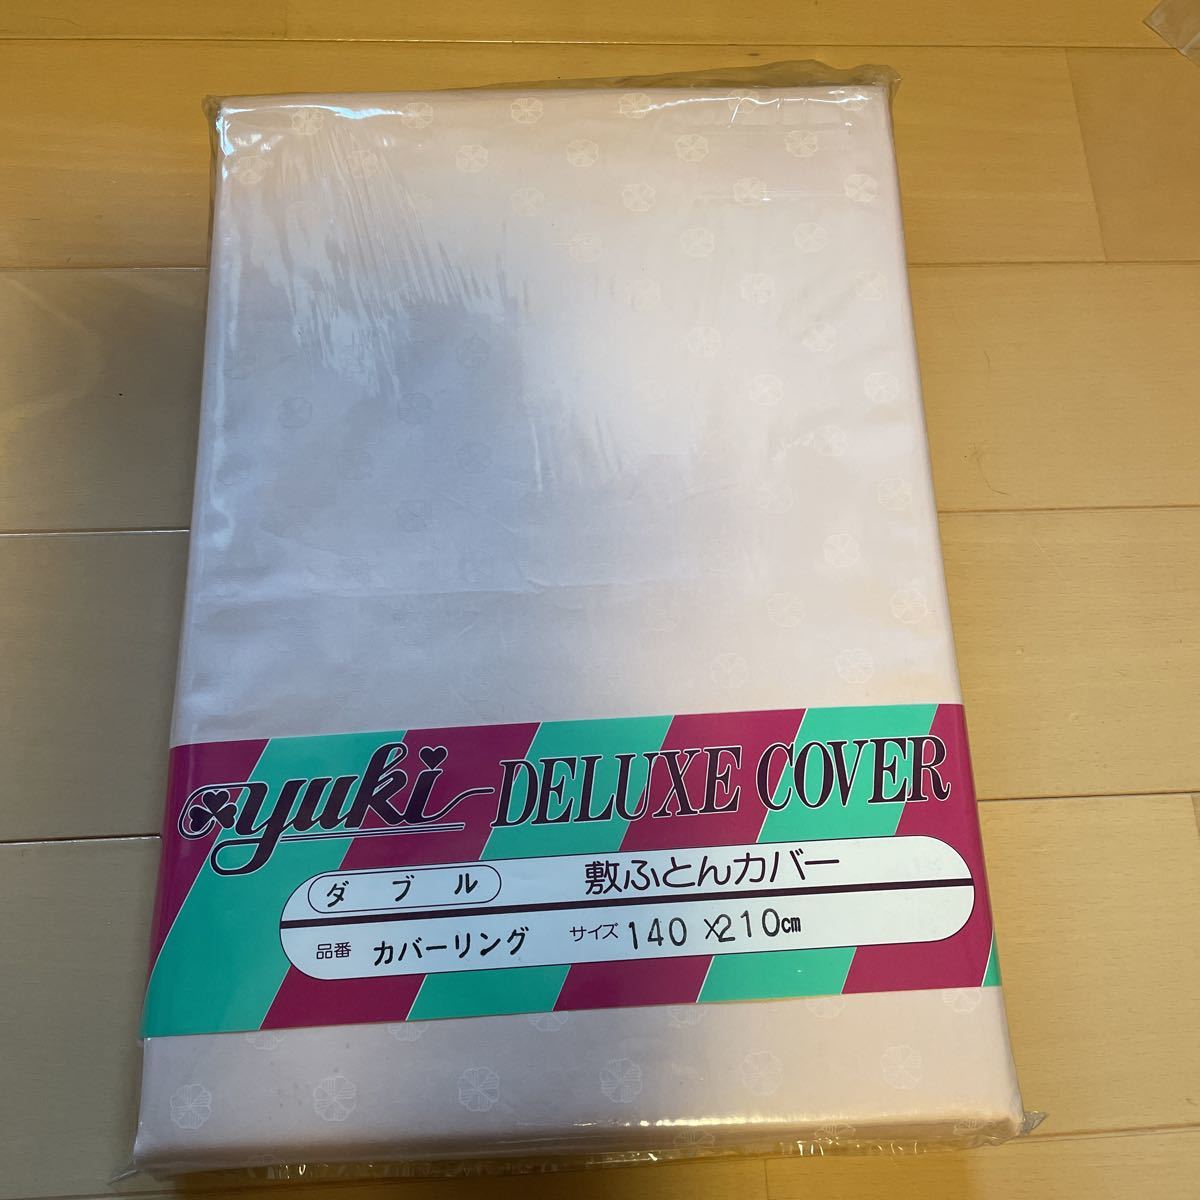 yuki DELUXE COVER
ダブル 敷ふとんカバー
品番 カバーリング サイズ 140×210cm